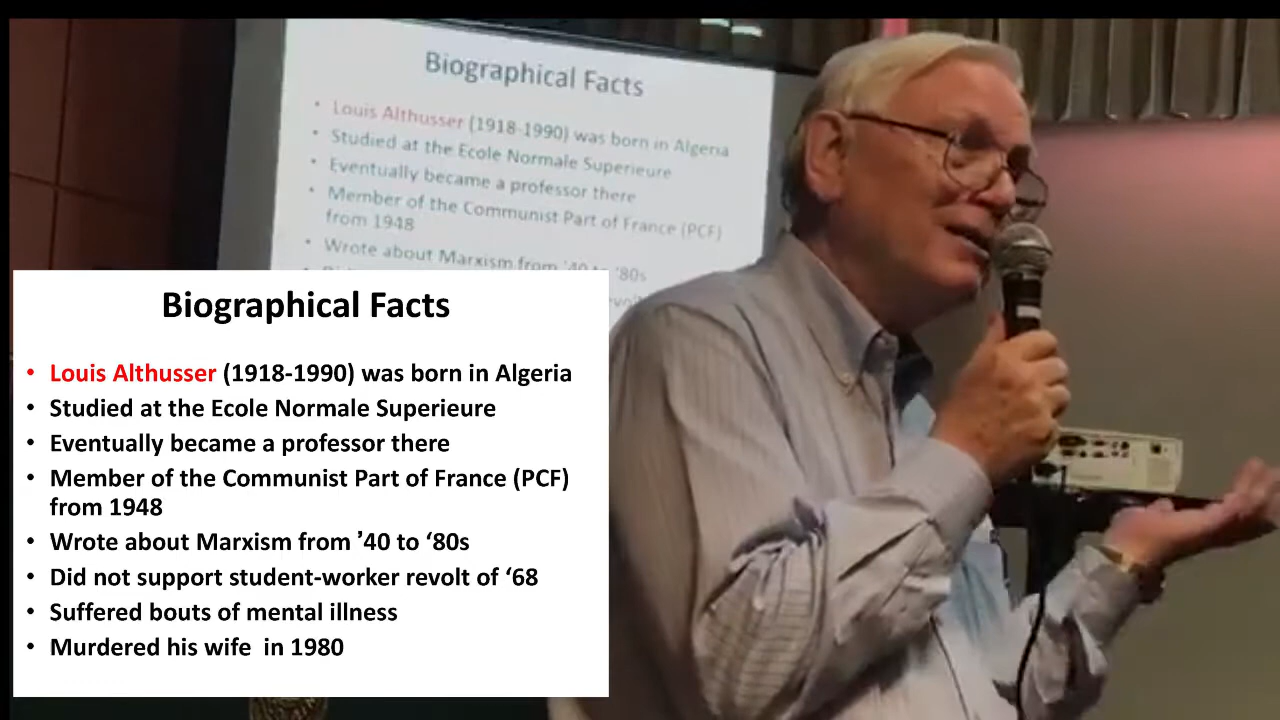 Biographical Facts
• Louis Althusser (1918-1990) was born in Algeria
• Studied at the Ecole Normale Superieure
• Eventually became a professor there
• Member of the Communist Part of France (PCF)
from 1948
• Wrote about Marxism from '40 to '80s
Biographical Facts
• Louis Althusser (1918-1990) was born in Algeria
• Studied at the Ecole Normale Superieure
• Eventually became a professor there
• Member of the Communist Part of France (PCF)
from 1948
• Wrote about Marxism from ’40 to ‘80s
• Did not support student-worker revolt of ‘68
• Suffered bouts of mental illness
• Murdered his wife  in 1980